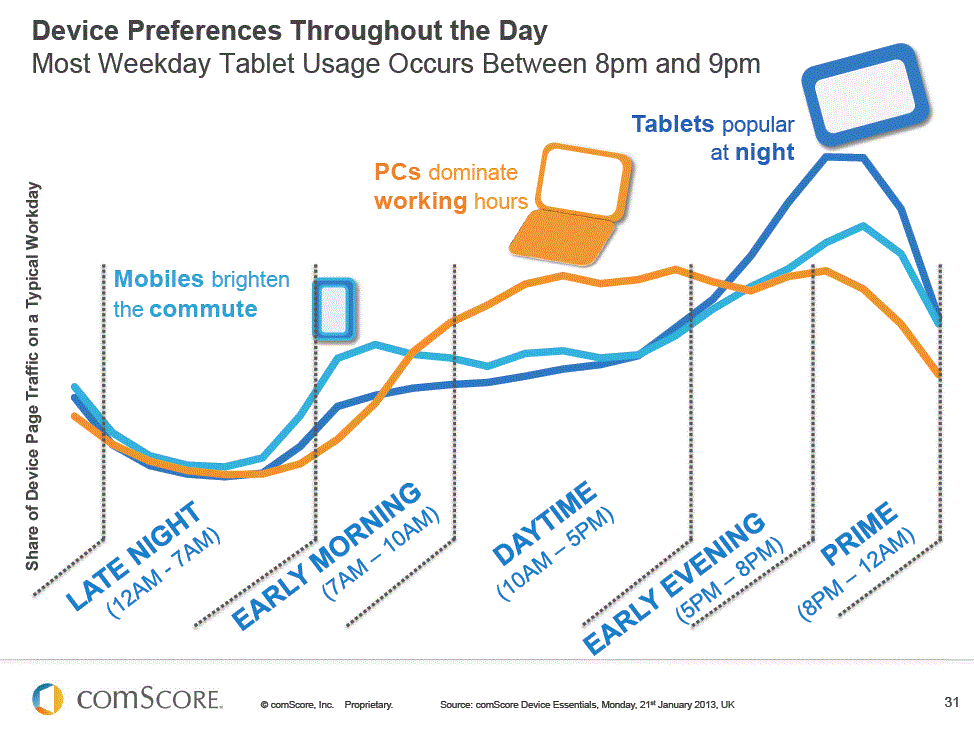 Device Preferences Throughout the Day
Most Weekday Tablet Usage Occurs Between 8pm and 9pm
Tablets popular
at night
PCs dominate
working hours
Mobiles brighten
the commute
Share of Device Page Traffic on a Typical Workday
LATE NIGHT
(12AM - 7AM)
EARLY MORNING
(7AM – 10AM)
DAYTIME
(10AM – 5PM)
EARLY EVENING
(5PM – 8PM)
PRIME
(8PM – 12AM)
comScore.
© comScore, Inc. Proprietary.
Source: comScore Device Essentials, Monday, 21st January 2013, UK
31